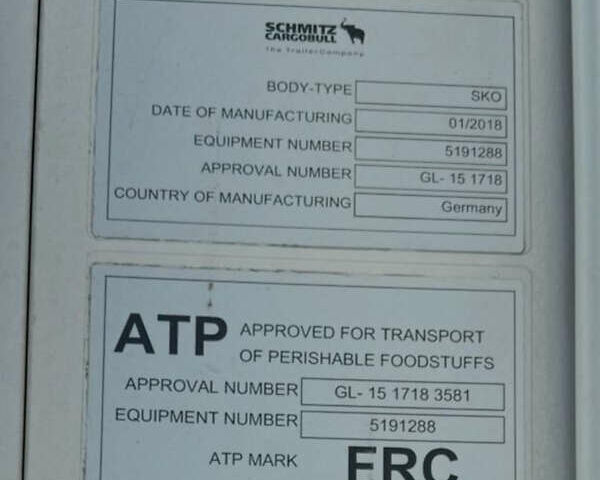 SCHMITZ
CARGOBULL
The TrailerCompany
BODY-TYPE SKO
DATE OF MANUFACTURING 01/2018
EQUIPMENT NUMBER 5191288
APPROVAL NUMBER GL- 15 1718
COUNTRY OF MANUFACTURING Germany
ATP APPROVED FOR TRANSPORT
OF PERISHABLE FOODSTUFFS
APPROVAL NUMBER GL- 15 1718 3581
EQUIPMENT NUMBER 5191288
ATP MARK FRC